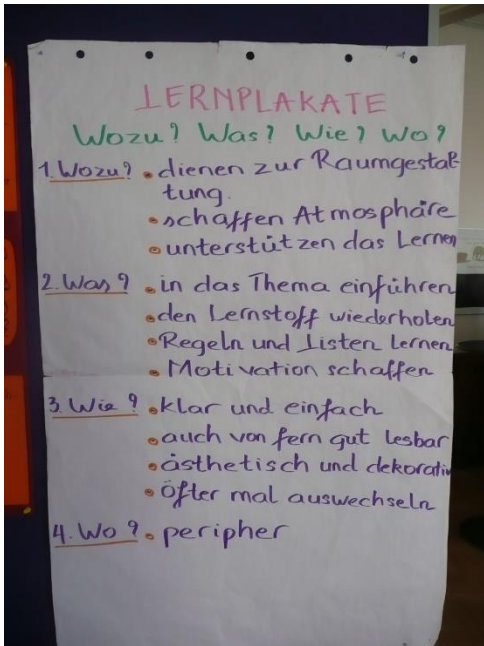 LERNPLAKATE
Wozu? Was? Wie? Wo?
1. Wozu? • dienen zur Raumgestal-
tung.
• schaffen Atmosphäre
• unterstützen das Lernen
2. Was? • in das Thema einführen
• den Lernstoff wiederholen
• Regeln und Listen lernen
• Motivation schaffen
3. Wie? • klar und einfach
• auch von fern gut lesbar
• ästhetisch und dekorativ
• öfter mal auswechseln
4. Wo? • peripher